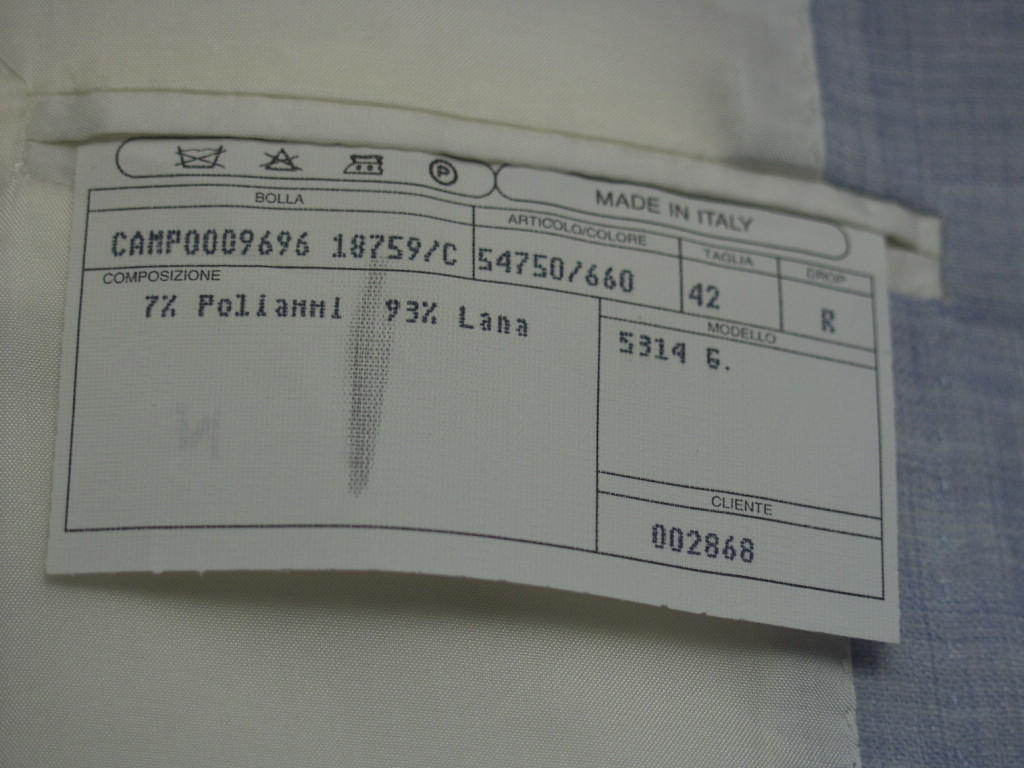 P
MADE IN ITALY
BOLLA
ARTICOLO/COLORE
TAGLIA
DROP
CAMP0009696 18759/C
54750/660
42
R
COMPOSIZIONE
7% Poliammi 93% Lana
MODELLO
5314 G.
CLIENTE
002868